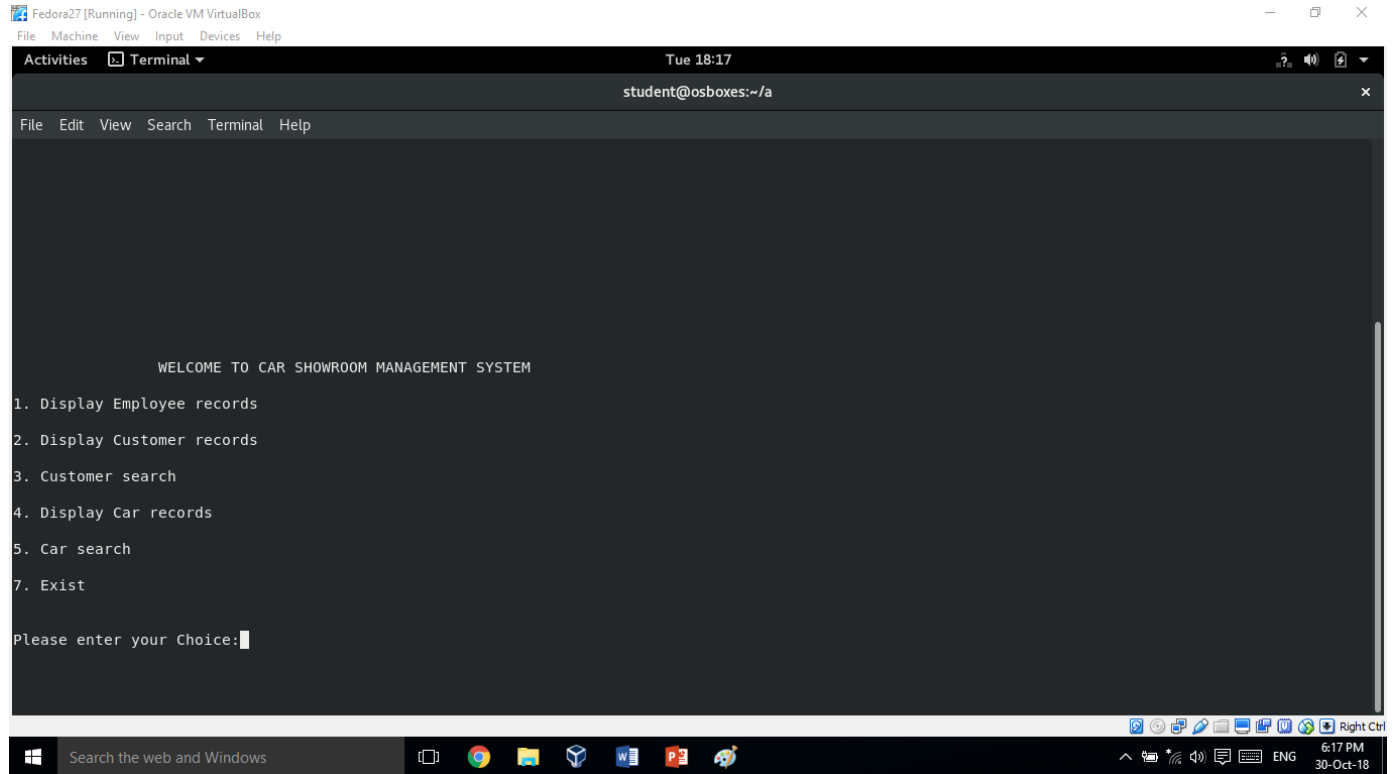 Fedora27 [Running] - Oracle VM VirtualBox
File Machine View Input Devices Help
Activities Terminal Tue 18:17
student@osboxes:~/a
File Edit View Search Terminal Help
WELCOME TO CAR SHOWROOM MANAGEMENT SYSTEM
1. Display Employee records
2. Display Customer records
3. Customer search
4. Display Car records
5. Car search
7. Exist
Please enter your Choice:
Right Ctrl
Search the web and Windows
ENG 6:17 PM
30-Oct-18